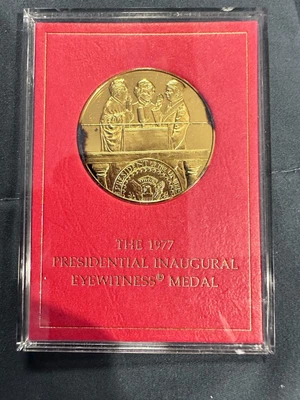 THE 1977
PRESIDENTIAL INAUGURAL
EYEWITNESS® MEDAL